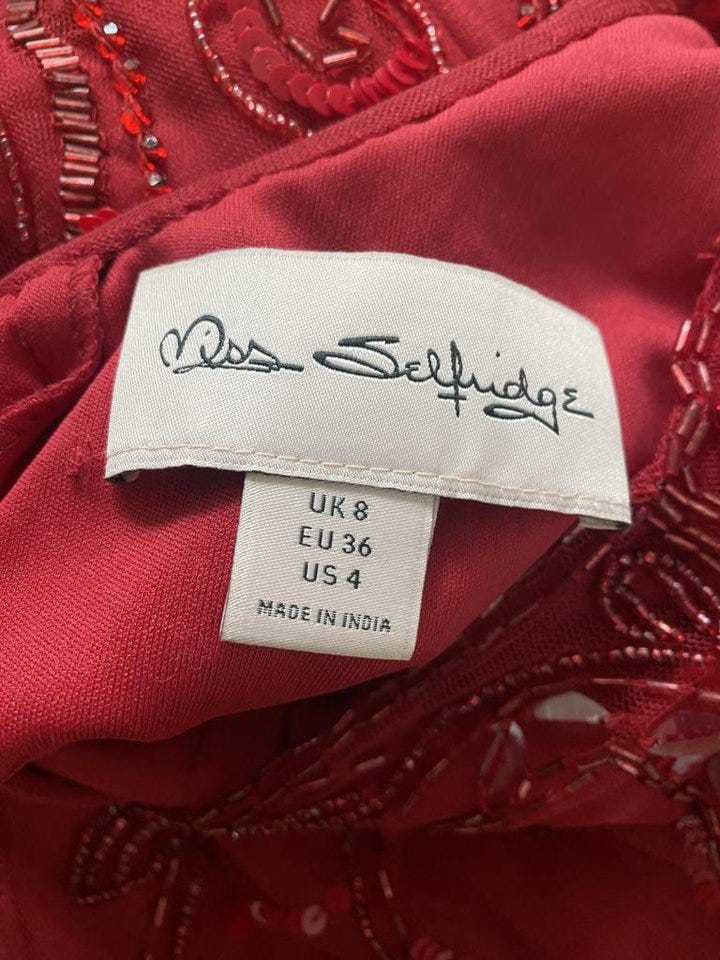 Miss Selfridge
UK 8
EU 36
US 4
MADE IN INDIA